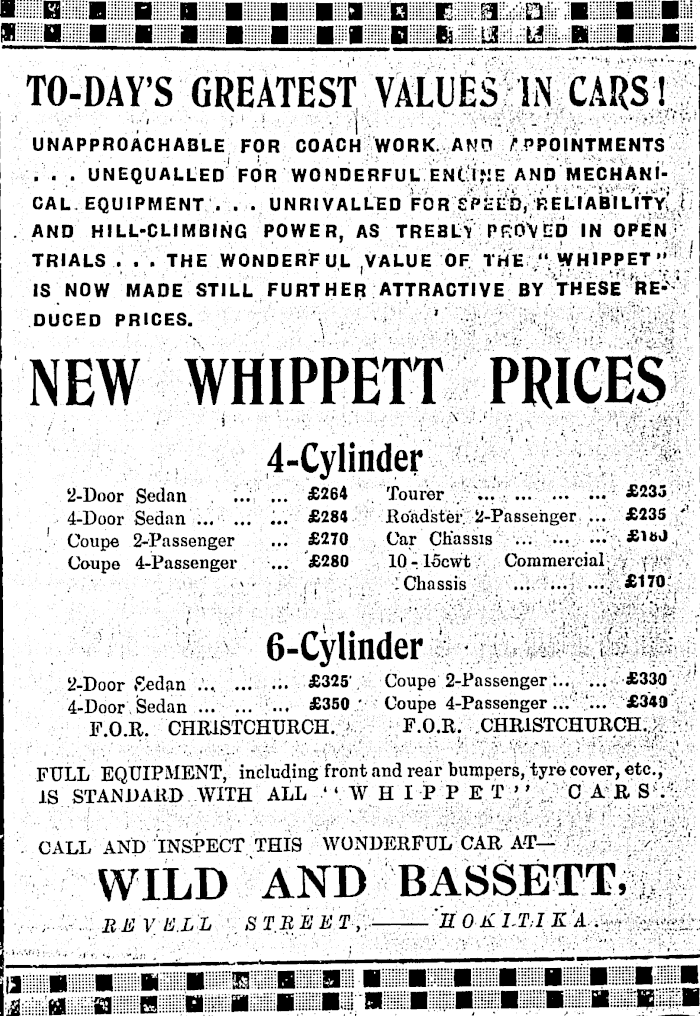 TO-DAY'S GREATEST VALUES IN CARS!
UNAPPROACHABLE FOR COACH WORK AND APPOINTMENTS
. . . UNEQUALLED FOR WONDERFUL ENGINE AND MECHANI-
CAL EQUIPMENT . . . UNRIVALLED FOR SPEED, RELIABILITY
AND HILL-CLIMBING POWER, AS TREBLY PROVED IN OPEN
TRIALS . . . THE WONDERFUL VALUE OF THE "WHIPPET"
IS NOW MADE STILL FURTHER ATTRACTIVE BY THESE RE-
DUCED PRICES.
NEW WHIPPETT PRICES
4-Cylinder
2-Door Sedan ... ... £264
4-Door Sedan ... ... ... £284
Coupe 2-Passenger ... £270
Coupe 4-Passenger ... £280
Tourer ... ... ... ... £235
Roadster 2-Passenger ... £235
Car Chassis ... ... ...
10-15cwt Commercial
Chassis ... ... ... £170
6-Cylinder
2-Door Sedan ... ... ... £325
4-Door Sedan ... ... ... £350
F.O.R. CHRISTCHURCH.
Coupe 2-Passenger ... ... £330
Coupe 4-Passenger ... ... £340
F.O.R. CHRISTCHURCH.
FULL EQUIPMENT, including front and rear bumpers, tyre cover, etc.,
IS STANDARD WITH ALL "WHIPPET" CARS.
CALL AND INSPECT THIS WONDERFUL CAR AT—
WILD AND BASSETT,
REVELL STREET, —— HOKITIKA.